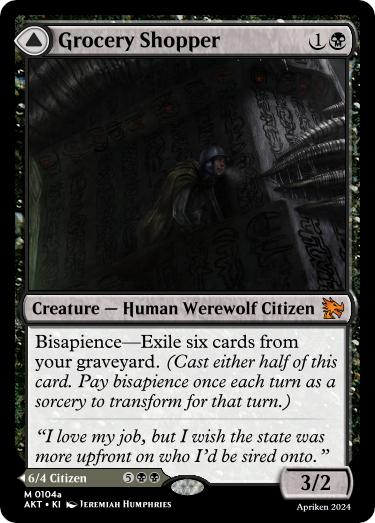 Grocery Shopper 1
Creature — Human Werewolf Citizen
Bisapience—Exile six cards from
your graveyard. (Cast either half of this
card. Pay bisapience once each turn as a
sorcery to transform for that turn.)
“I love my job, but I wish the state was
more upfront on who I’d be sired onto.”
6/4 Citizen 5
3/2
M 0104a
AKT • KI Jeremiah Humphries
Apriken 2024